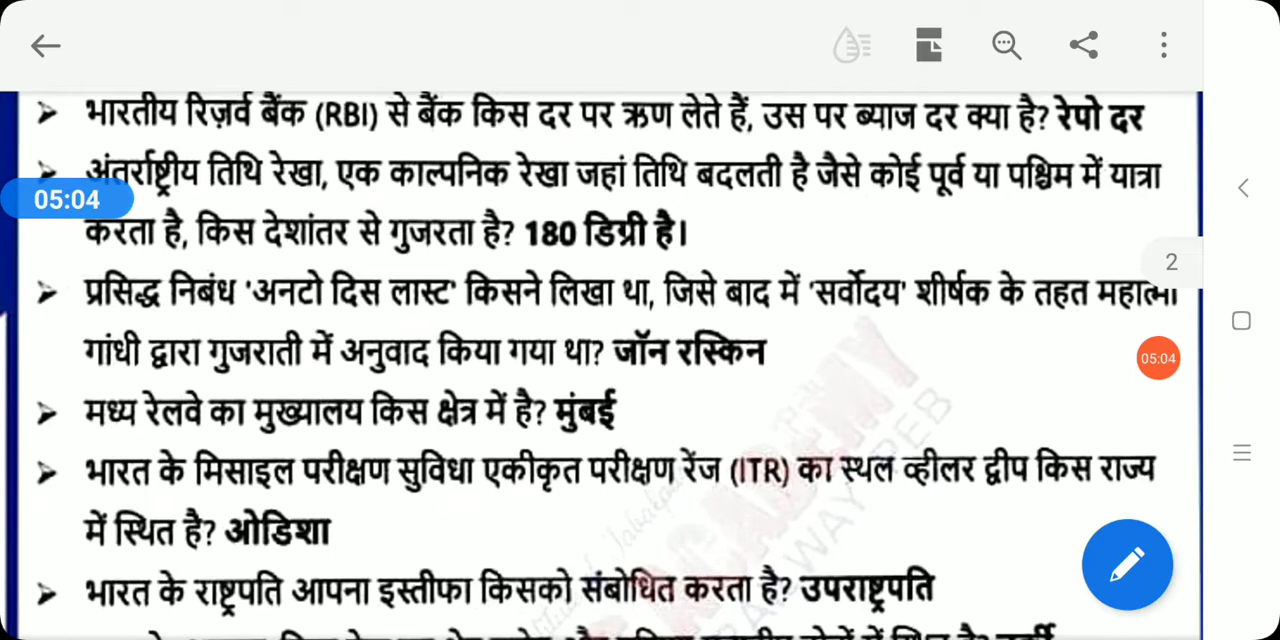 ➤ भारतीय रिज़र्व बैंक (RBI) से बैंक किस दर पर ऋण लेते हैं, उस पर ब्याज दर क्या है? रेपो दर
➤ अंतर्राष्ट्रीय तिथि रेखा, एक काल्पनिक रेखा जहां तिथि बदलती है जैसे कोई पूर्व या पश्चिम में यात्रा
05:04
करता है, किस देशांतर से गुजरता है? 180 डिग्री है।
2
➤ प्रसिद्ध निबंध 'अनटो दिस लास्ट' किसने लिखा था, जिसे बाद में 'सर्वोदय' शीर्षक के तहत महात्मा
गांधी द्वारा गुजराती में अनुवाद किया गया था? जॉन रस्किन
05:04
➤ मध्य रेलवे का मुख्यालय किस क्षेत्र में है? मुंबई
➤ भारत के मिसाइल परीक्षण सुविधा एकीकृत परीक्षण रेंज (ITR) का स्थल व्हीलर द्वीप किस राज्य
में स्थित है? ओडिशा
➤ भारत के राष्ट्रपति आपना इस्तीफा किसको संबोधित करता है? उपराष्ट्रपति